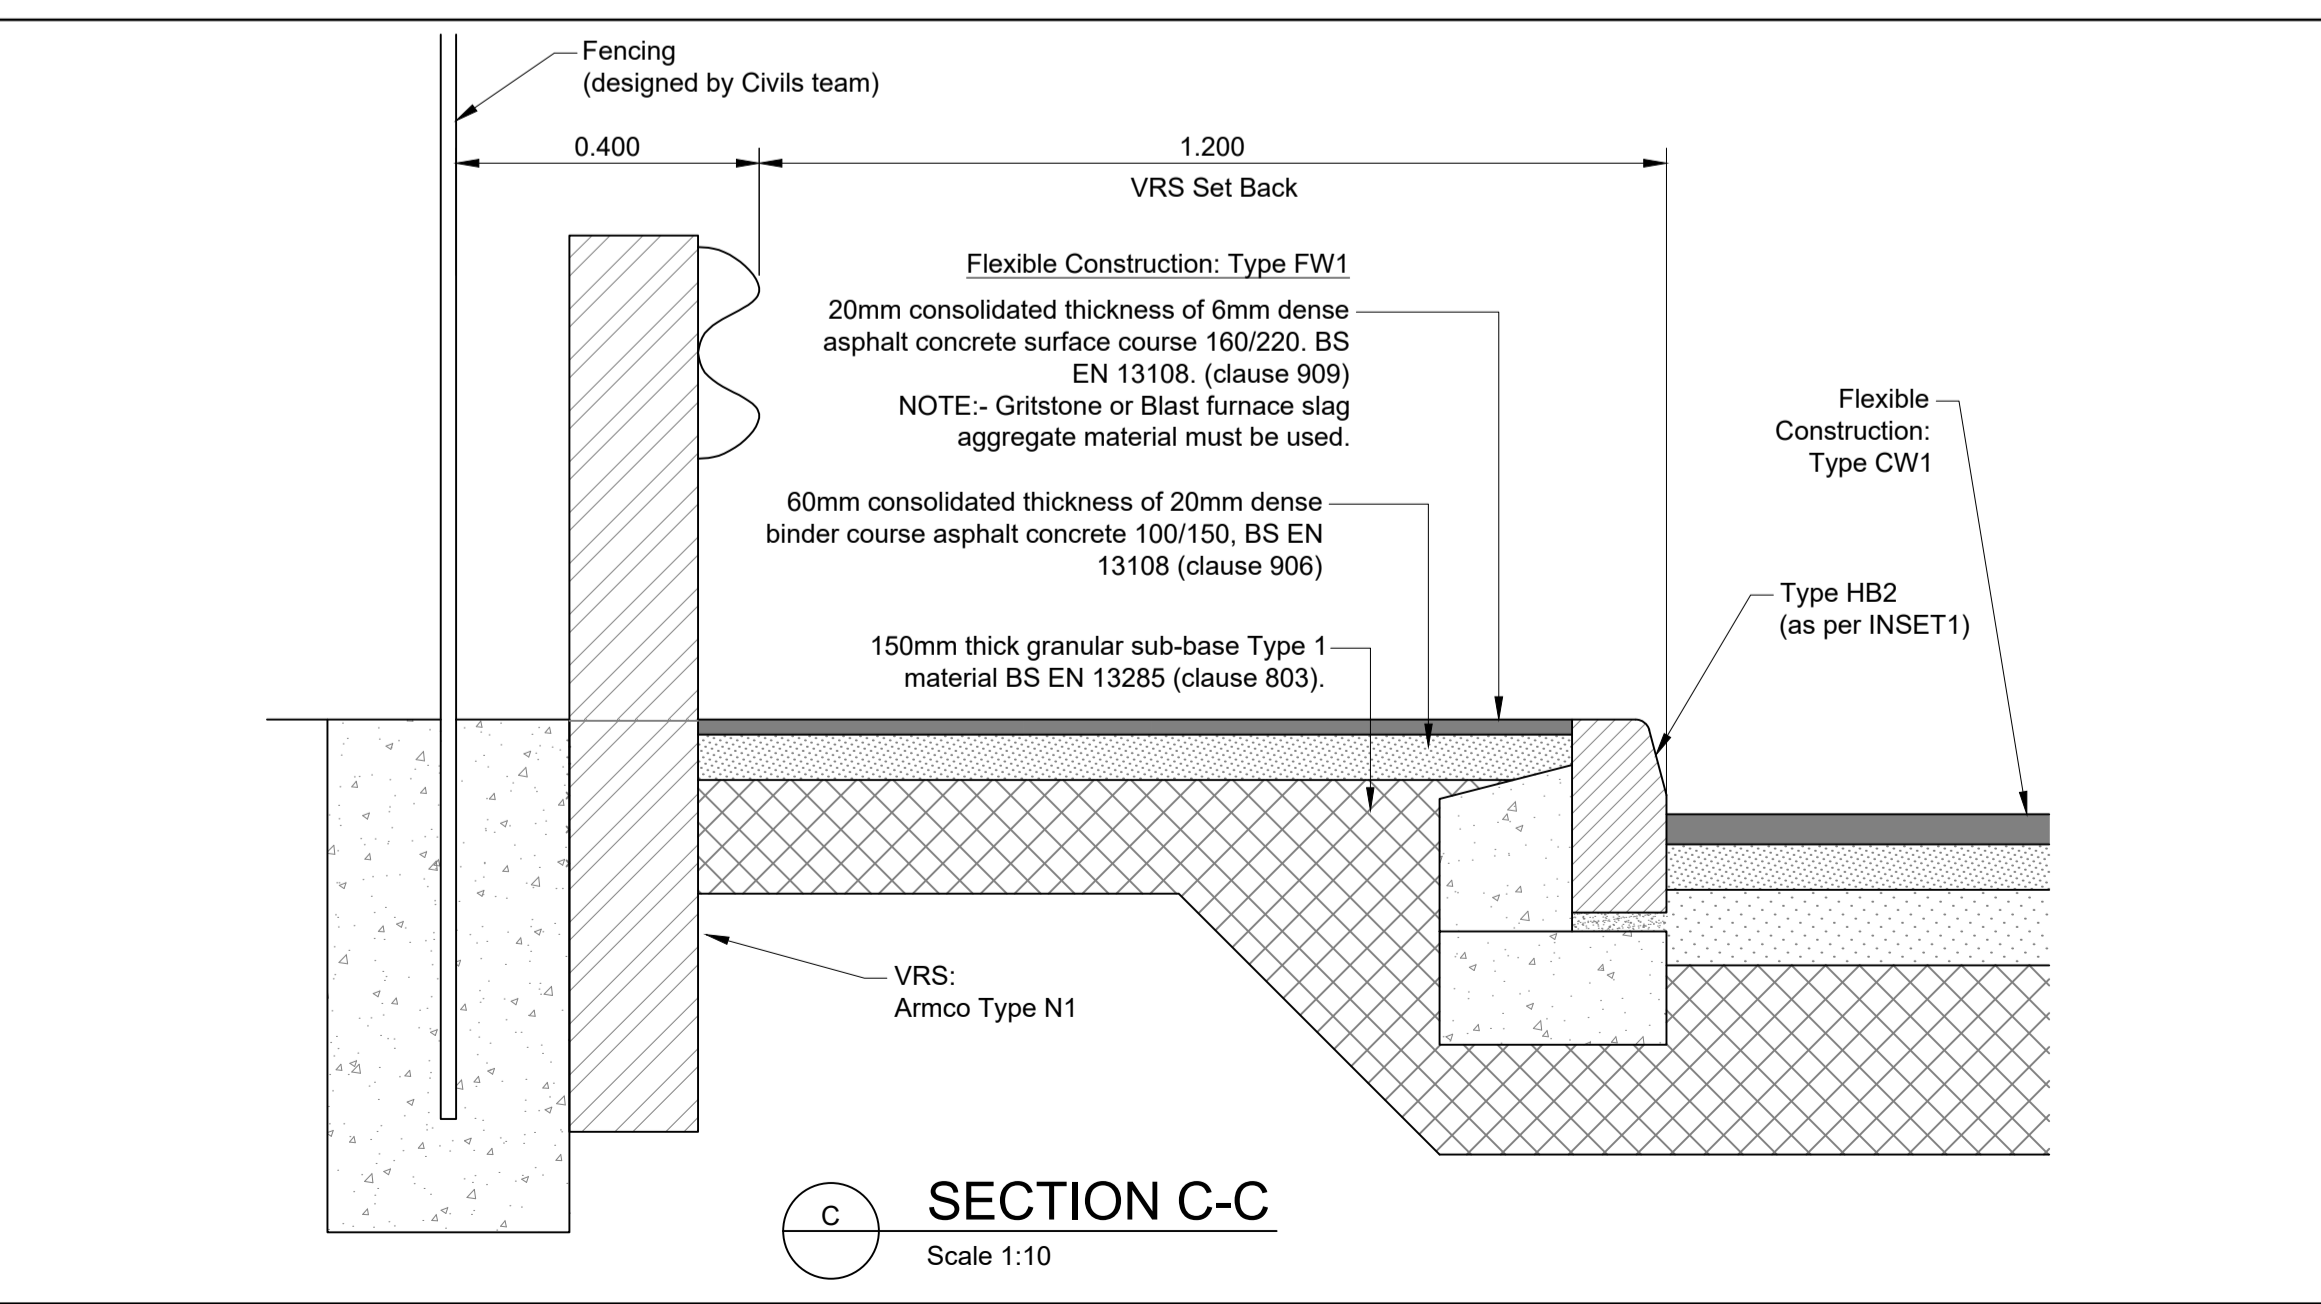 Fencing
(designed by Civils team)
0.400
1.200
VRS Set Back
Flexible Construction: Type FW1
20mm consolidated thickness of 6mm dense
asphalt concrete surface course 160/220. BS
EN 13108. (clause 909)
NOTE:- Gritstone or Blast furnace slag
aggregate material must be used.
60mm consolidated thickness of 20mm dense
binder course asphalt concrete 100/150, BS EN
13108 (clause 906)
150mm thick granular sub-base Type 1
material BS EN 13285 (clause 803).
Flexible
Construction:
Type CW1
Type HB2
(as per INSET1)
VRS:
Armco Type N1
C
SECTION C-C
Scale 1:10